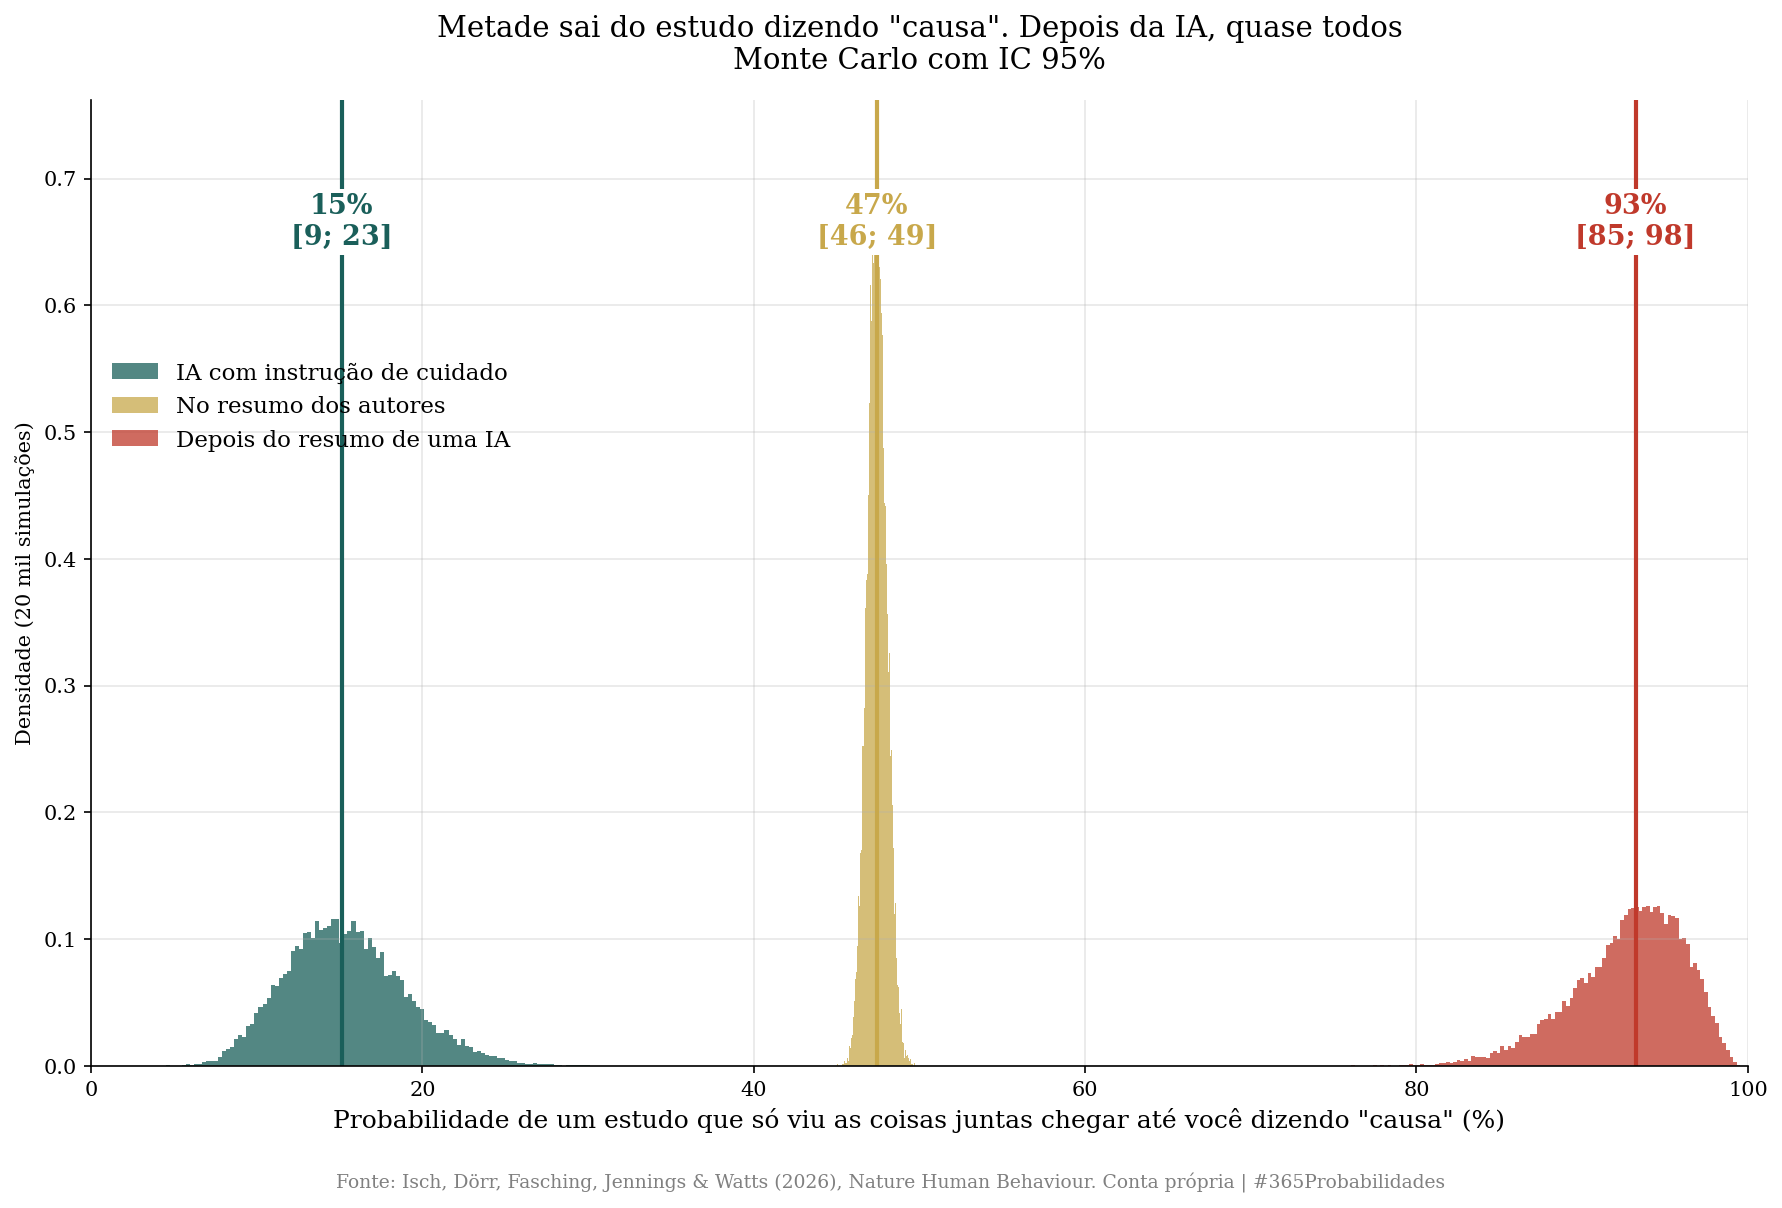 Metade sai do estudo dizendo "causa". Depois da IA, quase todos
Monte Carlo com IC 95%
15%
[9; 23]
47%
[46; 49]
93%
[85; 98]
IA com instrução de cuidado
No resumo dos autores
Depois do resumo de uma IA
Densidade (20 mil simulações)
0.7
0.6
0.5
0.4
0.3
0.2
0.1
0.0
0
20
40
60
80
100
Probabilidade de um estudo que só viu as coisas juntas chegar até você dizendo "causa" (%)
Fonte: Isch, Dörr, Fasching, Jennings & Watts (2026), Nature Human Behaviour. Conta própria | #365Probabilidades